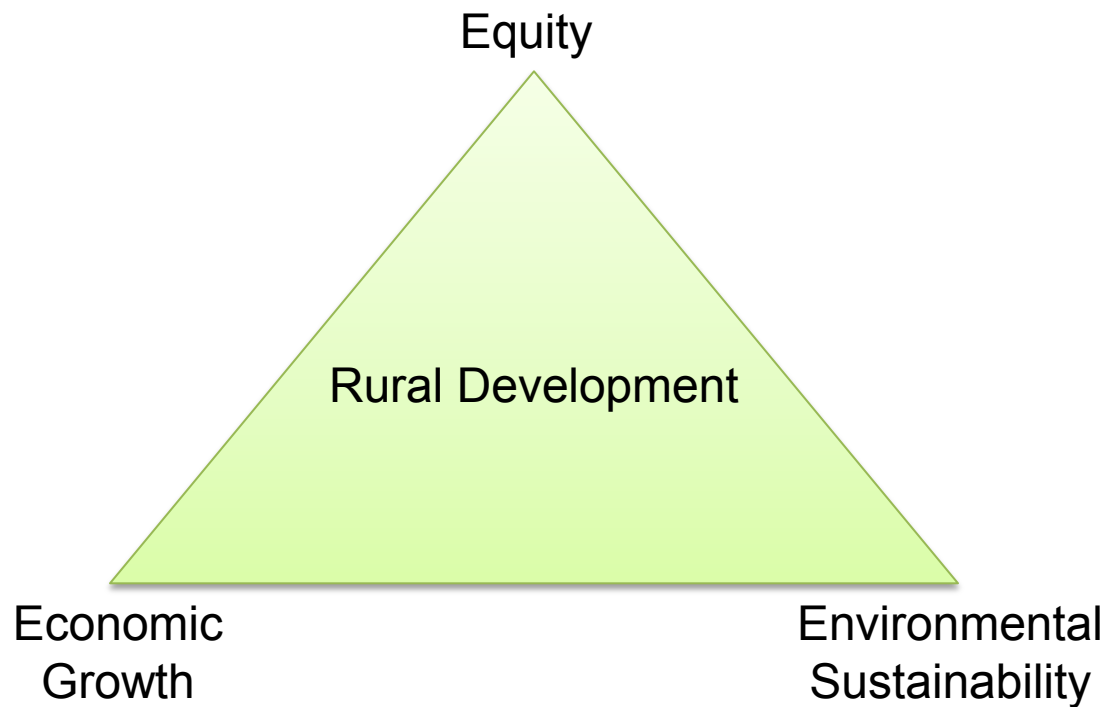 Equity
Rural Development
Economic
Growth
Environmental
Sustainability